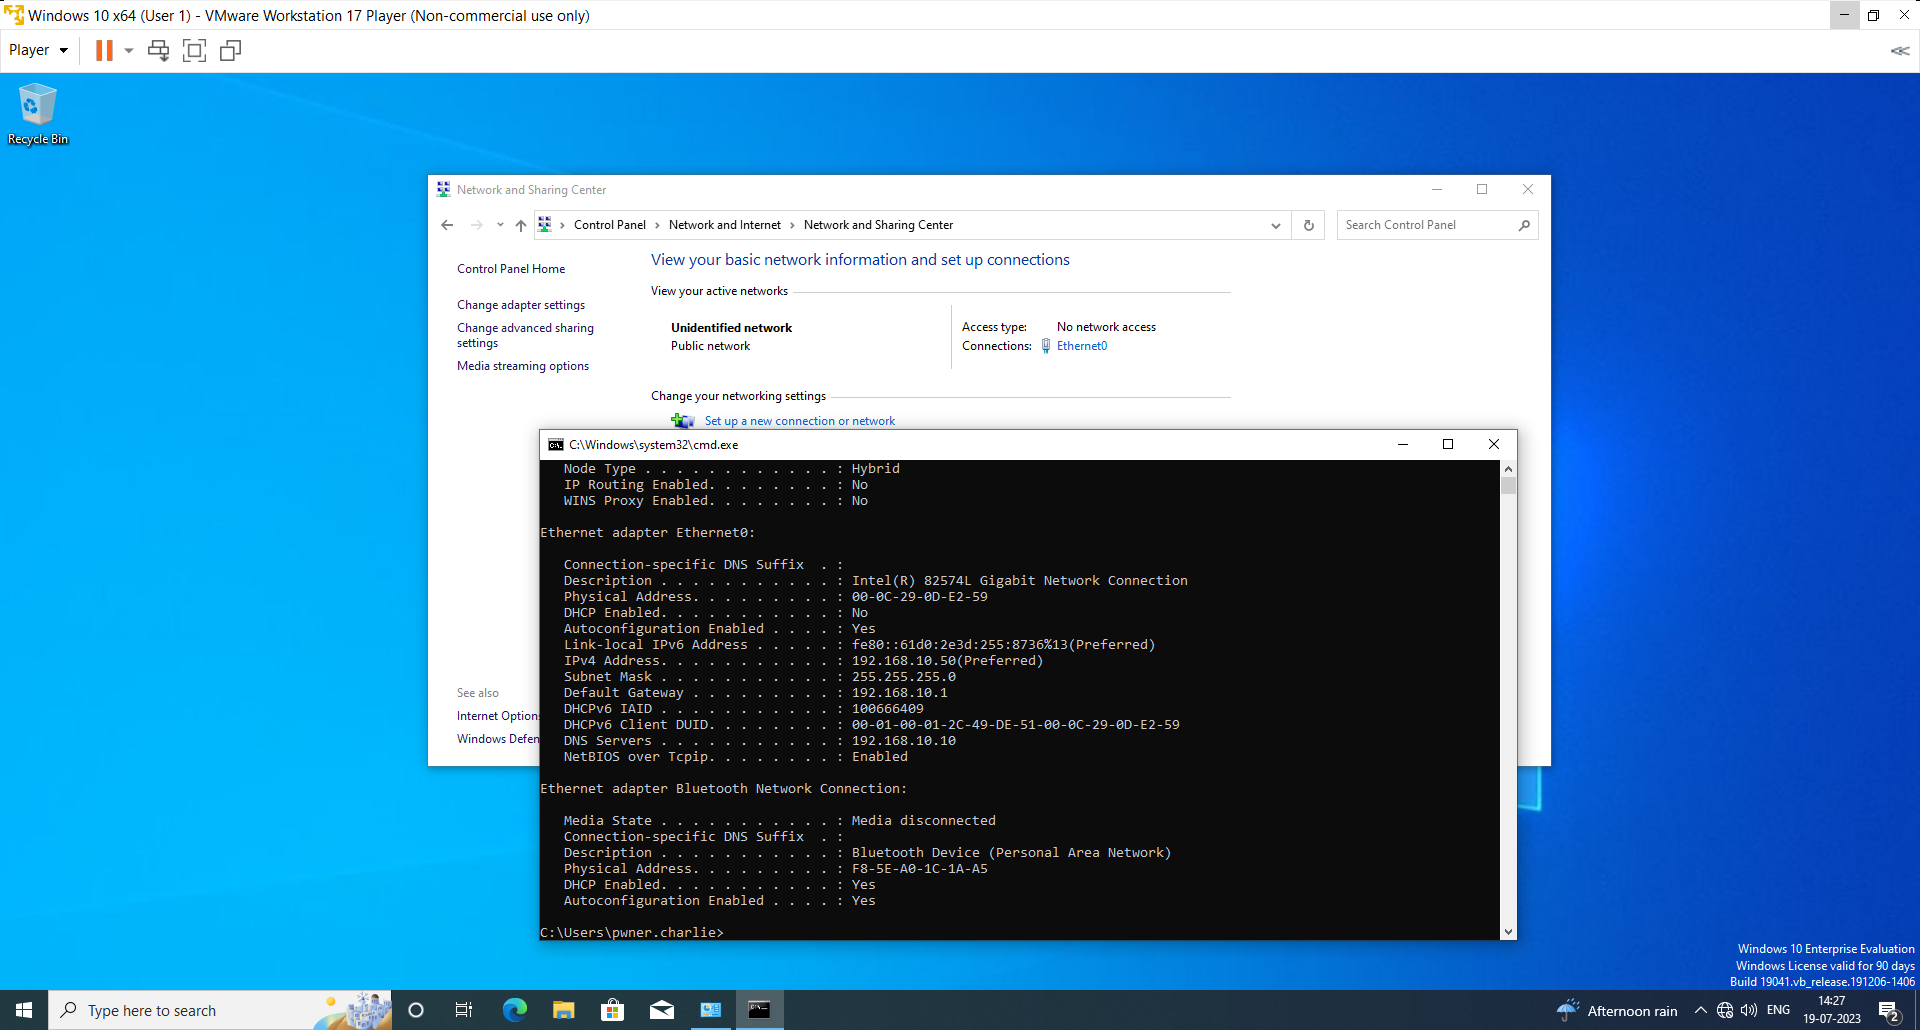 Windows 10 x64 (User 1) - VMware Workstation 17 Player (Non-commercial use only)
Player
Recycle Bin
Network and Sharing Center
Control Panel > Network and Internet > Network and Sharing Center
Search Control Panel
Control Panel Home
Change adapter settings
Change advanced sharing
settings
Media streaming options
View your basic network information and set up connections
View your active networks
Unidentified network
Public network
Access type: No network access
Connections: Ethernet0
Change your networking settings
Set up a new connection or network
See also
Internet Option
Windows Defen
C:\Windows\system32\cmd.exe
Node Type . . . . . . . . . . . . : Hybrid
IP Routing Enabled. . . . . . . . : No
WINS Proxy Enabled. . . . . . . . : No
Ethernet adapter Ethernet0:
Connection-specific DNS Suffix  . :
Description . . . . . . . . . . . : Intel(R) 82574L Gigabit Network Connection
Physical Address. . . . . . . . . : 00-0C-29-0D-E2-59
DHCP Enabled. . . . . . . . . . . : No
Autoconfiguration Enabled . . . . : Yes
Link-local IPv6 Address . . . . . : fe80::61d0:2e3d:255:8736%13(Preferred)
IPv4 Address. . . . . . . . . . . : 192.168.10.50(Preferred)
Subnet Mask . . . . . . . . . . . : 255.255.255.0
Default Gateway . . . . . . . . . : 192.168.10.1
DHCPv6 IAID . . . . . . . . . . . : 100666409
DHCPv6 Client DUID. . . . . . . . : 00-01-00-01-2C-49-DE-51-00-0C-29-0D-E2-59
DNS Servers . . . . . . . . . . . : 192.168.10.10
NetBIOS over Tcpip. . . . . . . . : Enabled
Ethernet adapter Bluetooth Network Connection:
Media State . . . . . . . . . . . : Media disconnected
Connection-specific DNS Suffix  . :
Description . . . . . . . . . . . : Bluetooth Device (Personal Area Network)
Physical Address. . . . . . . . . : F8-5E-A0-1C-1A-A5
DHCP Enabled. . . . . . . . . . . : Yes
Autoconfiguration Enabled . . . . : Yes
C:\Users\pwner.charlie>
Windows 10 Enterprise Evaluation
Windows License valid for 90 days
Build 19041.vb_release.191206-1406
Type here to search
Afternoon rain
ENG
14:27
19-07-2023
2